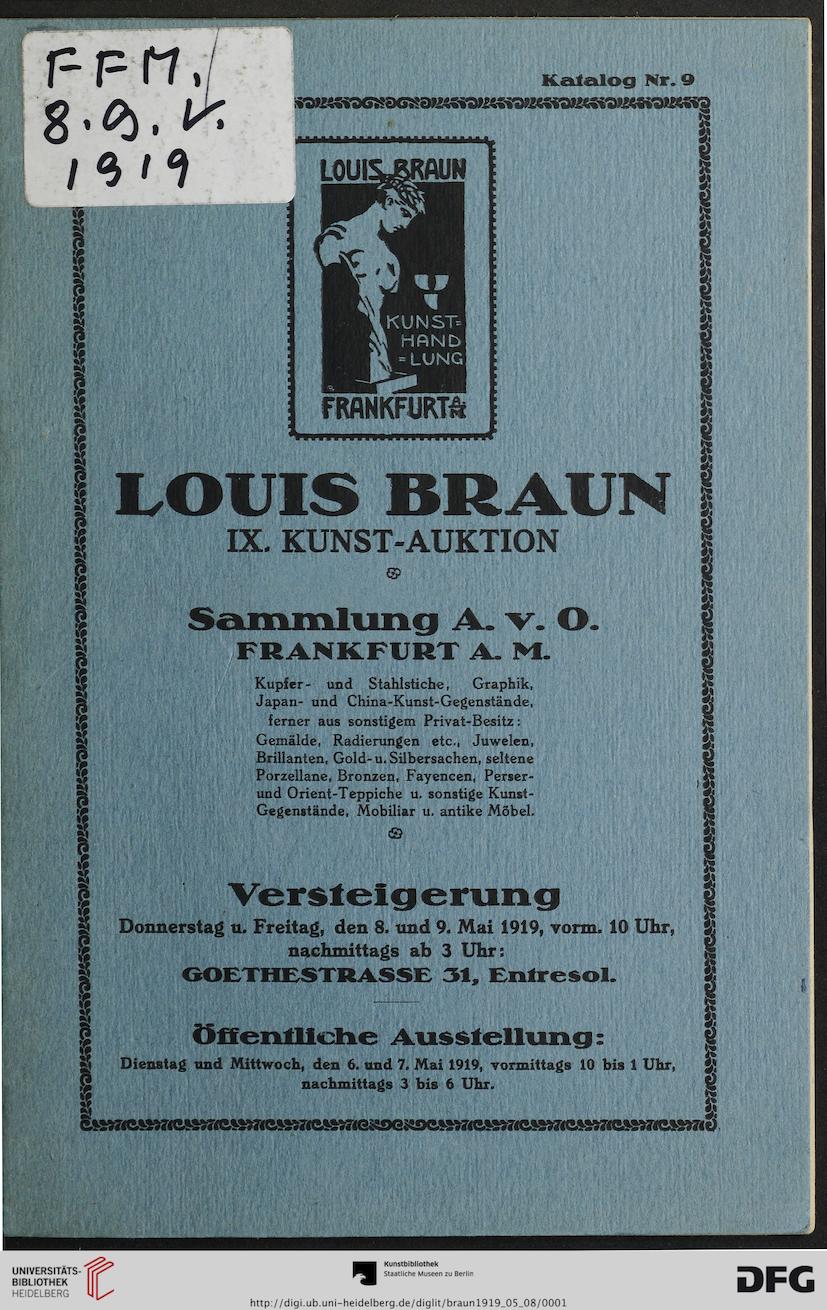 FFM.
8.9.V.
1919
Katalog Nr. 9
LOUIS BRAUN
KUNST=
HAND
=LUNG
FRANKFURT A. M.
LOUIS BRAUN
IX. KUNST-AUKTION
Sammlung A. v. O.
FRANKFURT A. M.
Kupfer- und Stahlstiche, Graphik,
Japan- und China-Kunst-Gegenstände,
ferner aus sonstigem Privat-Besitz:
Gemälde, Radierungen etc., Juwelen,
Brillanten, Gold- u. Silbersachen, seltene
Porzellane, Bronzen, Fayencen, Perser-
und Orient-Teppiche u. sonstige Kunst-
Gegenstände, Mobiliar u. antike Möbel.
Versteigerung
Donnerstag u. Freitag, den 8. und 9. Mai 1919, vorm. 10 Uhr,
nachmittags ab 3 Uhr:
GOETHESTRASSE 31, Entresol.
Öffentliche Ausstellung:
Dienstag und Mittwoch, den 6. und 7. Mai 1919, vormittags 10 bis 1 Uhr,
nachmittags 3 bis 6 Uhr.
UNIVERSITÄTS-
BIBLIOTHEK
HEIDELBERG
Kunstbibliothek
Staatliche Museen zu Berlin
DFG
http://digi.ub.uni-heidelberg.de/diglit/braun1919_05_08/0001